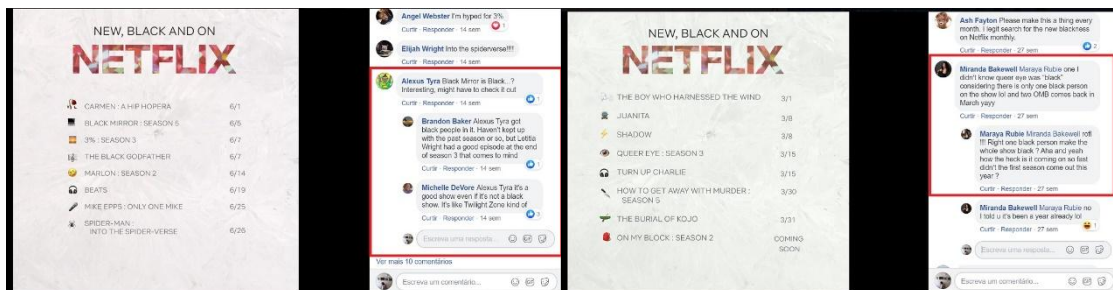 NEW, BLACK AND ON
NETFLIX
CARMEN : A HIP HOPERA 6/1
BLACK MIRROR : SEASON 5 6/5
3% : SEASON 3 6/7
THE BLACK GODFATHER 6/7
MARLON : SEASON 2 6/14
BEATS 6/19
MIKE EPPS : ONLY ONE MIKE 6/25
SPIDER-MAN :
INTO THE SPIDER-VERSE 6/26
Angel Webster I'm hyped for 3%
1
Curtir · Responder · 14 sem
Elijah Wright Into the spiderverse!!!!
Curtir · Responder · 14 sem
Alexus Tyra Black Mirror is Black...?
Interesting, might have to check it out
1
Curtir · Responder · 14 sem
Brandon Baker Alexus Tyra got
black people in it. Haven't kept up
with the past season or so, but Letitia
Wright had a good episode at the end
of season 3 that comes to mind
1
Curtir · Responder · 14 sem
Michelle DeVore Alexus Tyra It's a
good show even if it's not a black
show. It's like Twilight Zone kind of
Curtir · Responder · 14 sem
Escreva uma resposta...
Ver mais 10 comentários
Escreva um comentário...
NEW, BLACK AND ON
NETFLIX
THE BOY WHO HARNESSED THE WIND 3/1
JUANITA 3/8
SHADOW 3/8
QUEER EYE : SEASON 3 3/15
TURN UP CHARLIE 3/15
HOW TO GET AWAY WITH MURDER :
SEASON 5 3/30
THE BURIAL OF KOJO 3/31
ON MY BLOCK : SEASON 2 COMING
SOON
Ash Fayton Please make this a thing every
month. I legit search for the new blackness
on Netflix monthly.
2
Curtir · Responder · 27 sem
Miranda Bakewell Maraya Rubie one I
didn't know queer eye was "black"
considering there is only one black person
on the show lol and two OMB comes back in
March yayy
Curtir · Responder · 27 sem
Maraya Rubie Miranda Bakewell rofl
!!! Right one black person make the
whole show black ? Aha and yeah
how the heck is it coming on so fast
didn't the first season come out this
year ?
Curtir · Responder · 27 sem
Miranda Bakewell Maraya Rubie no
I told u it's been a year already lol
1
Curtir · Responder · 27 sem
Escreva uma resposta...
Escreva um comentário...